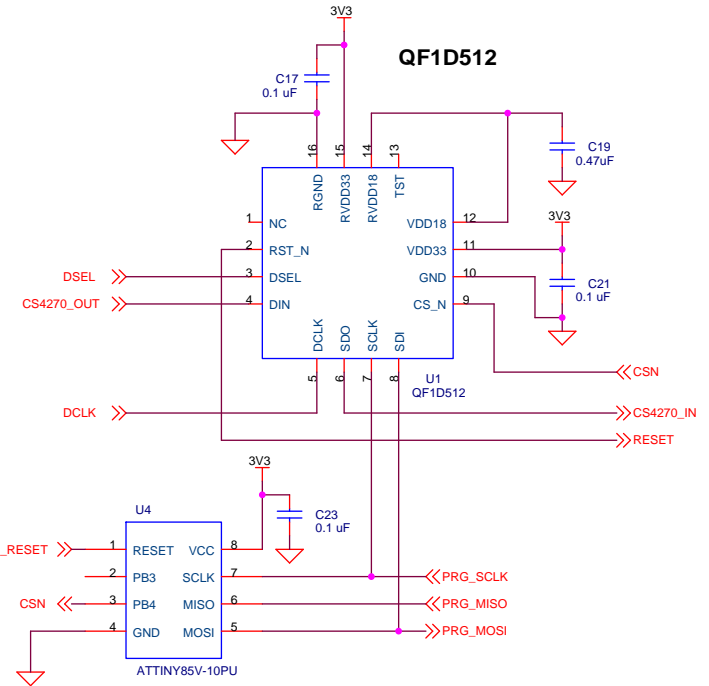 3V3
QF1D512
C17
0.1 uF
16
15
14
13
C19
0.47uF
RGND
RVDD33
RVDD18
TST
1
NC
VDD18
12
3V3
2
RST_N
VDD33
11
DSEL
3
DSEL
GND
10
C21
0.1 uF
CS4270_OUT
4
DIN
CS_N
9
DCLK
SDO
SCLK
SDI
5
6
7
8
U1
QF1D512
CSN
DCLK
CS4270_IN
RESET
3V3
U4
C23
0.1 uF
_RESET
1
RESET
VCC
8
2
PB3
SCLK
7
PRG_SCLK
CSN
3
PB4
MISO
6
PRG_MISO
4
GND
MOSI
5
PRG_MOSI
ATTINY85V-10PU